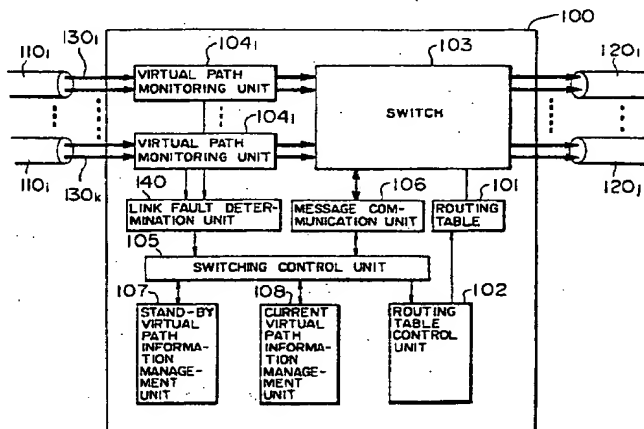 100
110₁
130₁
104₁
103
120₁
VIRTUAL PATH
MONITORING UNIT
SWITCH
104ᵢ
VIRTUAL PATH
MONITORING UNIT
110ᵢ
130ₖ
120ⱼ
140
106
101
LINK FAULT DETER-
MINATION UNIT
MESSAGE COM-
MUNICATION UNIT
ROUTING
TABLE
105
SWITCHING CONTROL UNIT
107
108
102
STAND-BY
VIRTUAL
PATH
INFORMA-
TION
MANAGE-
MENT
UNIT
CURRENT
VIRTUAL
PATH
INFORMA-
TION
MANAGE-
MENT UNIT
ROUTING
TABLE
CONTROL
UNIT